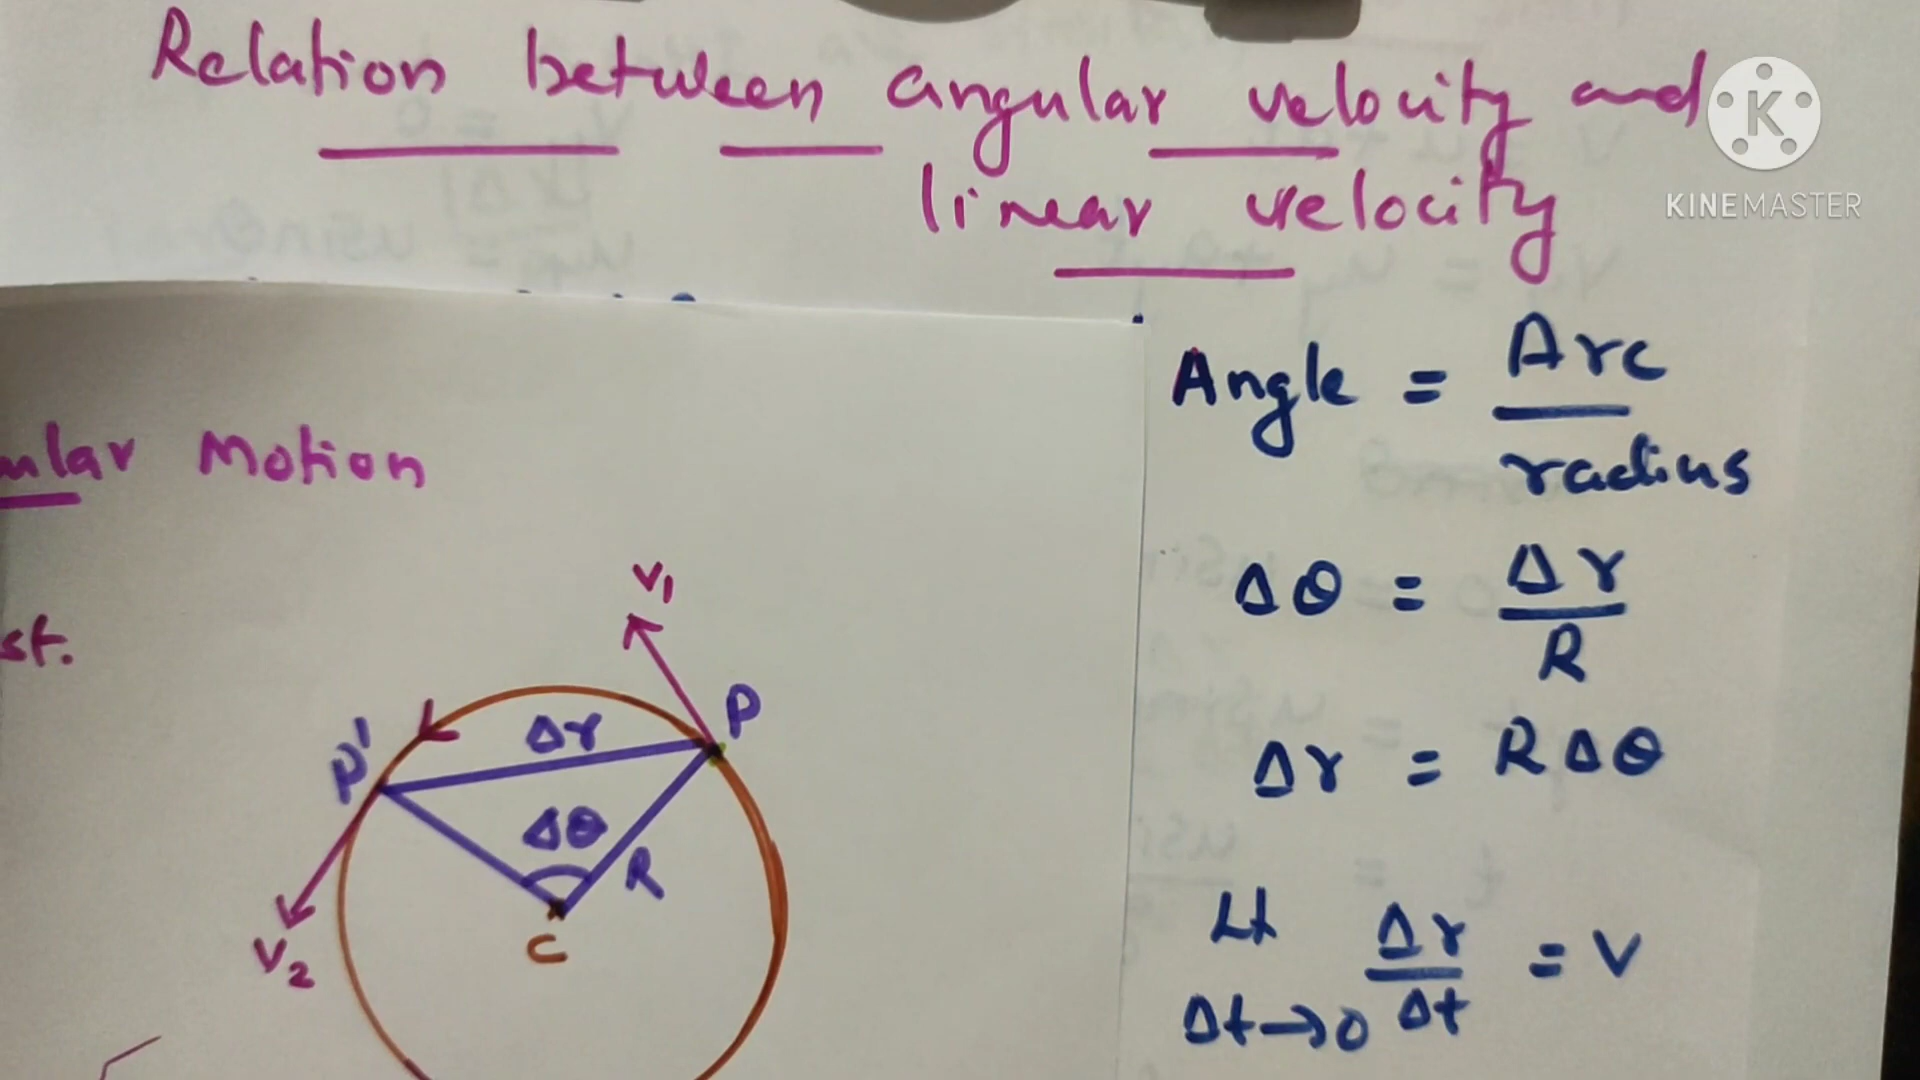 Relation between angular velocity and
linear velocity
KINEMASTER
Angle = Arc
radius
Motion
Δθ = Δr
R
st.
Δr = RΔθ
Lt Δr = V
Δt→0 Δt
V1
P
Δr
P'
Δθ
R
C
V2